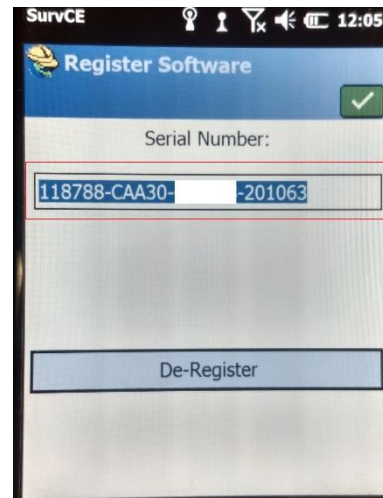 SurvCE 12:05
Register Software
Serial Number:
118788-CAA30- -201063
De-Register